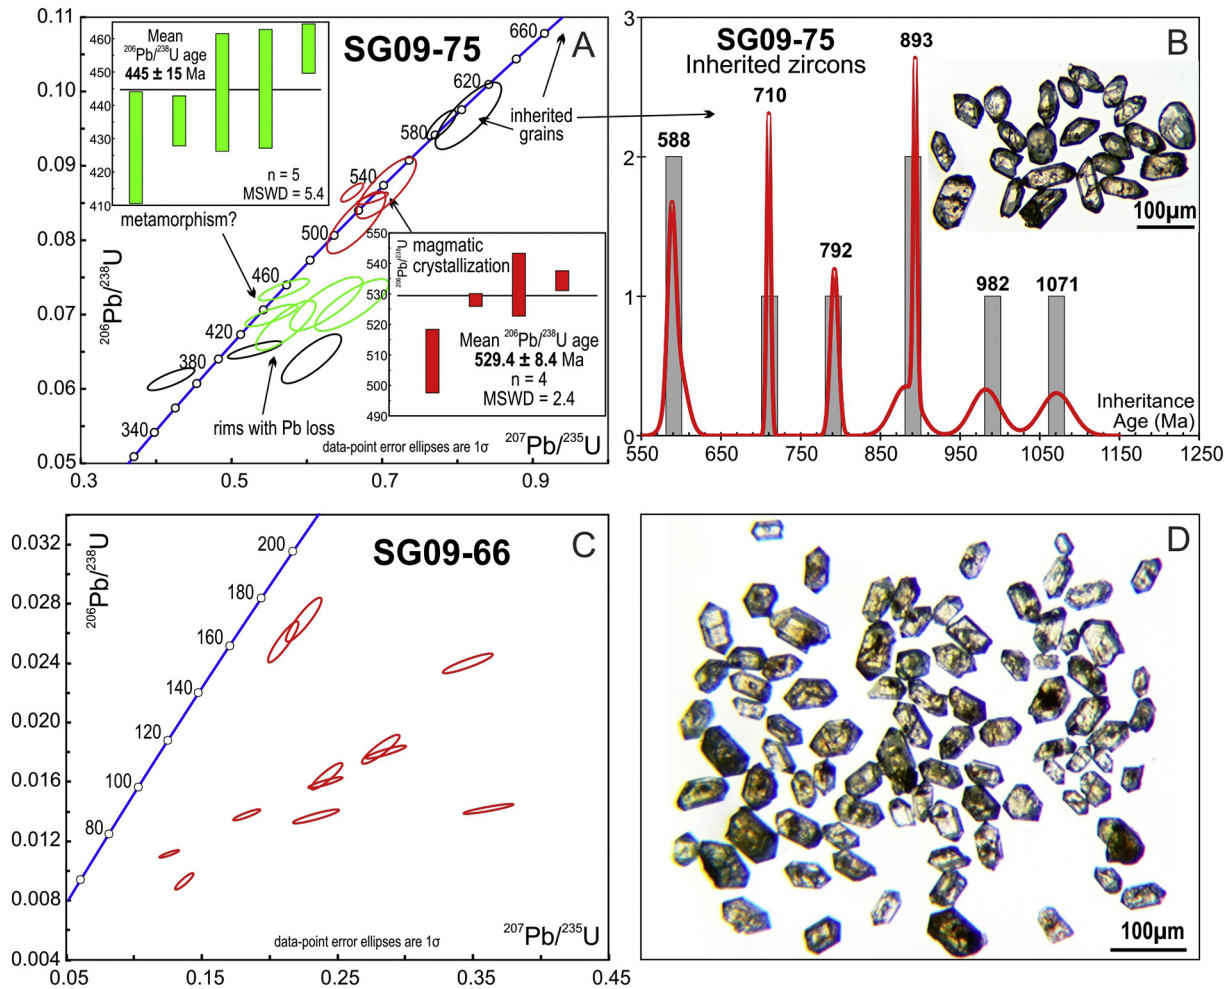 SG09-75
A
0.11
0.10
0.09
0.08
0.07
0.06
0.05
0.3
0.5
0.7
0.9
206Pb/238U
207Pb/235U
340
380
420
460
500
540
580
620
660
460
450
440
430
420
410
Mean
206Pb/238U age
445 ± 15 Ma
n = 5
MSWD = 5.4
metamorphism?
inherited
grains
rims with Pb loss
data-point error ellipses are 1σ
550
540
530
520
510
500
490
206Pb/238U
magmatic
crystallization
Mean 206Pb/238U age
529.4 ± 8.4 Ma
n = 4
MSWD = 2.4
SG09-75
Inherited zircons
B
3
2
1
0
588
710
792
893
982
1071
100µm
Inheritance
Age (Ma)
550
650
750
850
950
1050
1150
1250
SG09-66
C
0.032
0.028
0.024
0.020
0.016
0.012
0.008
0.004
206Pb/238U
200
180
160
140
120
100
80
207Pb/235U
data-point error ellipses are 1σ
0.05
0.15
0.25
0.35
0.45
D
100µm